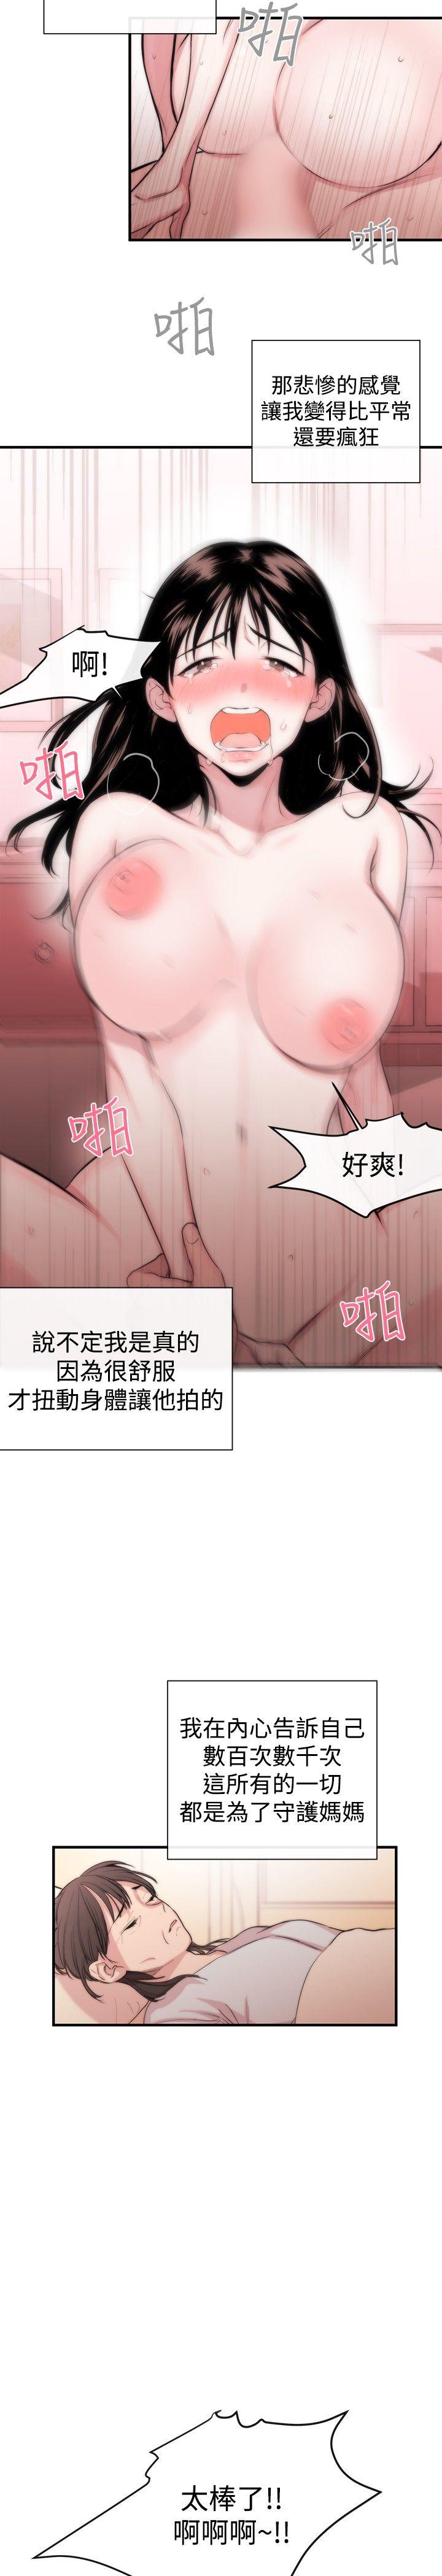 啪
啪
啪
那悲慘的感覺
讓我變得比平常
還要瘋狂
啊!
啪
啪
好爽!
啪
說不定我是真的
因為很舒服
才扭動身體讓他拍的
我在內心告訴自己
數百次數千次
這所有的一切
都是為了守護媽媽
太棒了!!
啊啊啊~!!